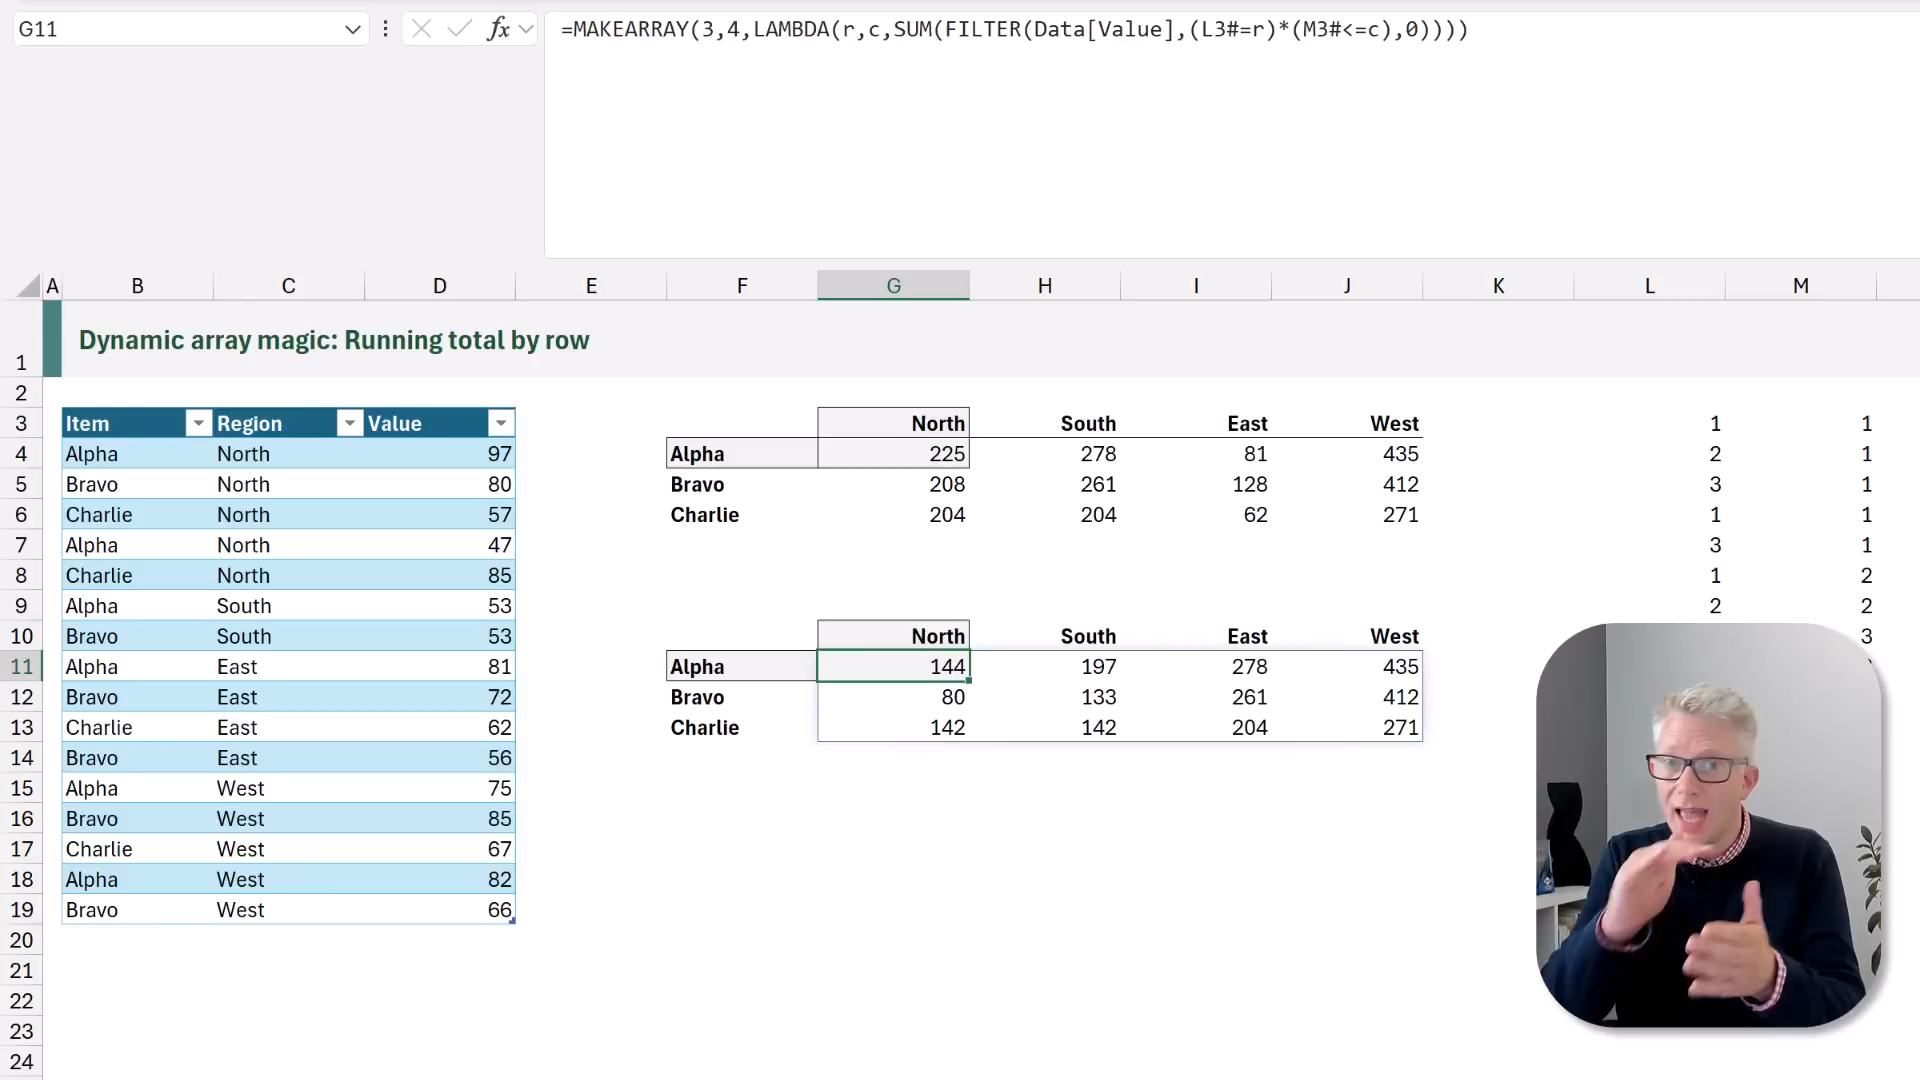 G11 fx =MAKEARRAY(3,4,LAMBDA(r,c,SUM(FILTER(Data[Value],(L3#=r)*(M3#<=c),0))))
A B C D E F G H I J K L M
1 Dynamic array magic: Running total by row
2
3 Item Region Value North South East West 1 1
4 Alpha North 97 Alpha 225 278 81 435 2 1
5 Bravo North 80 Bravo 208 261 128 412 3 1
6 Charlie North 57 Charlie 204 204 62 271 1 1
7 Alpha North 47 3 1
8 Charlie North 85 1 2
9 Alpha South 53 2 2
10 Bravo South 53 North South East West 3
11 Alpha East 81 Alpha 144 197 278 435
12 Bravo East 72 Bravo 80 133 261 412
13 Charlie East 62 Charlie 142 142 204 271
14 Bravo East 56
15 Alpha West 75
16 Bravo West 85
17 Charlie West 67
18 Alpha West 82
19 Bravo West 66
20
21
22
23
24